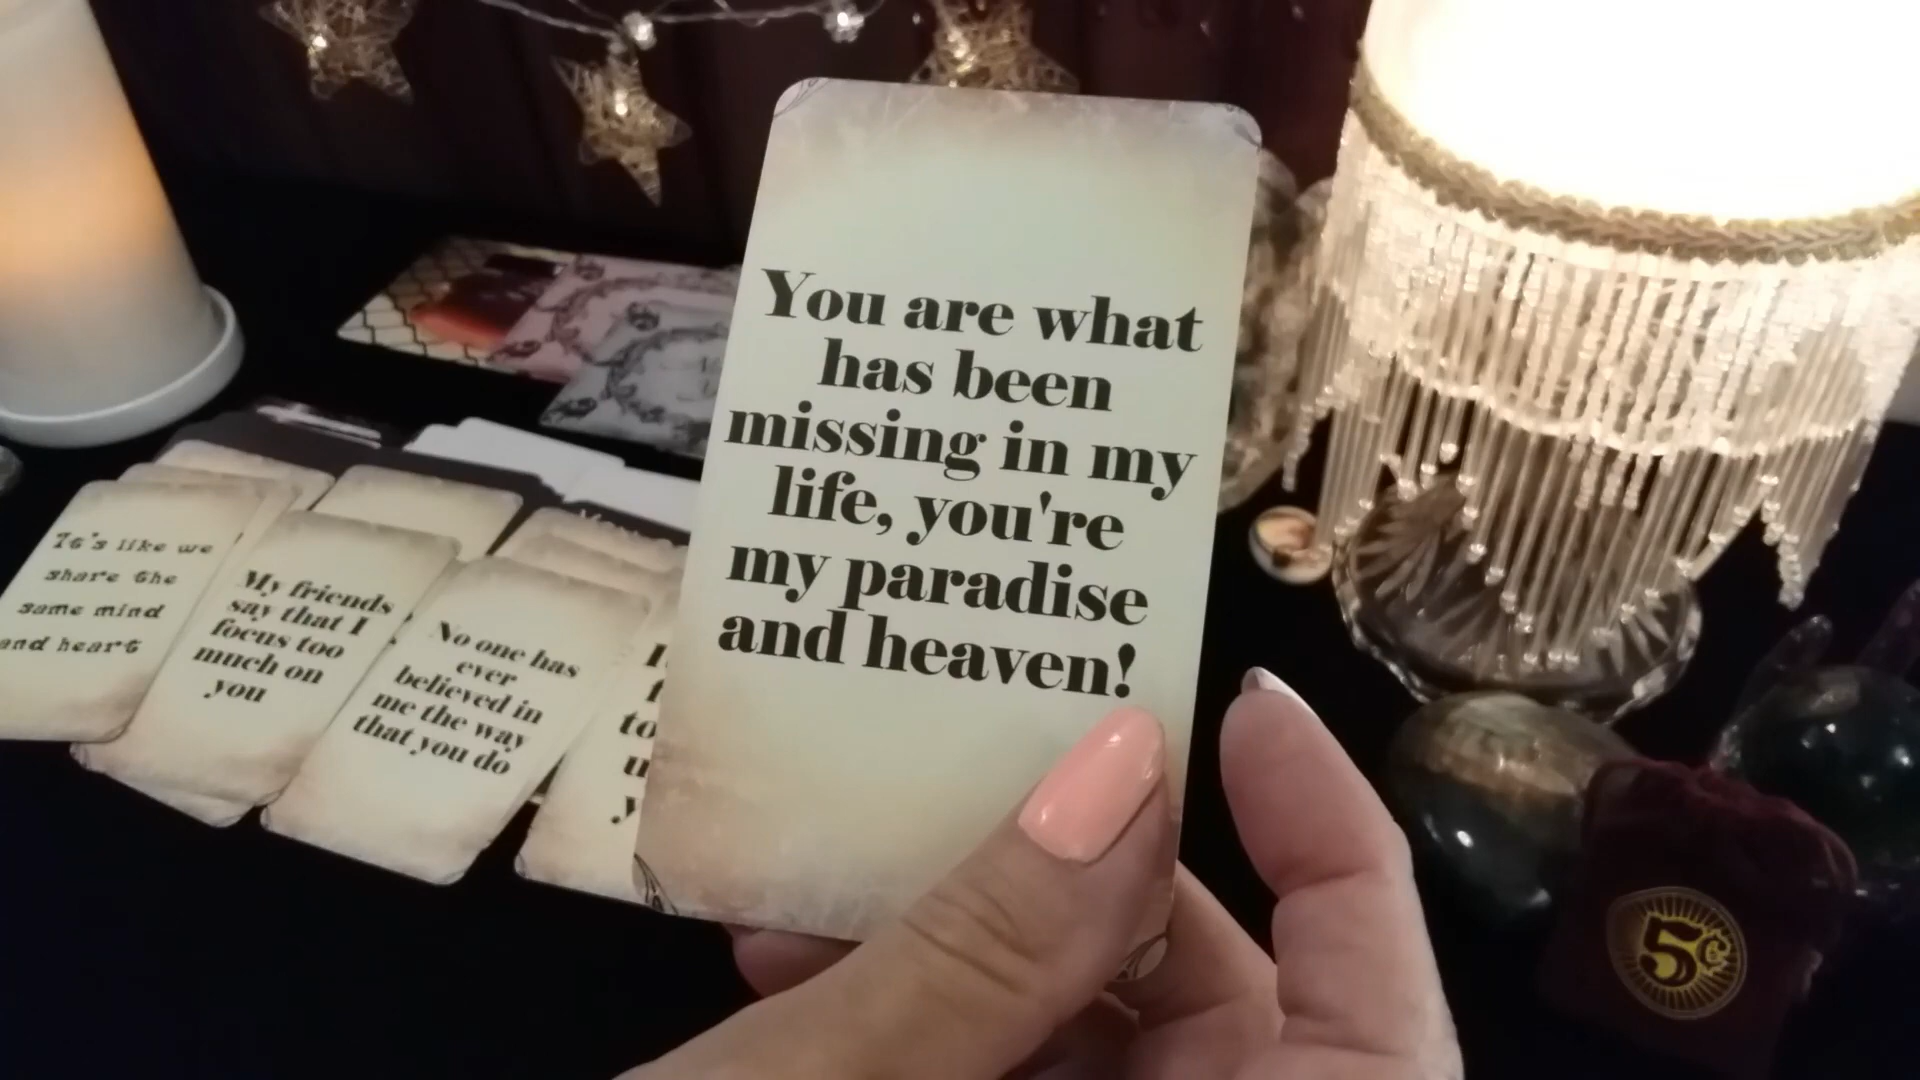 You are what
has been
missing in my
life, you're
my paradise
and heaven!
It's like we
share the
same mind
and heart
My friends
say that I
focus too
much on
you
No one has
ever
believed in
me the way
that you do
to
5¢